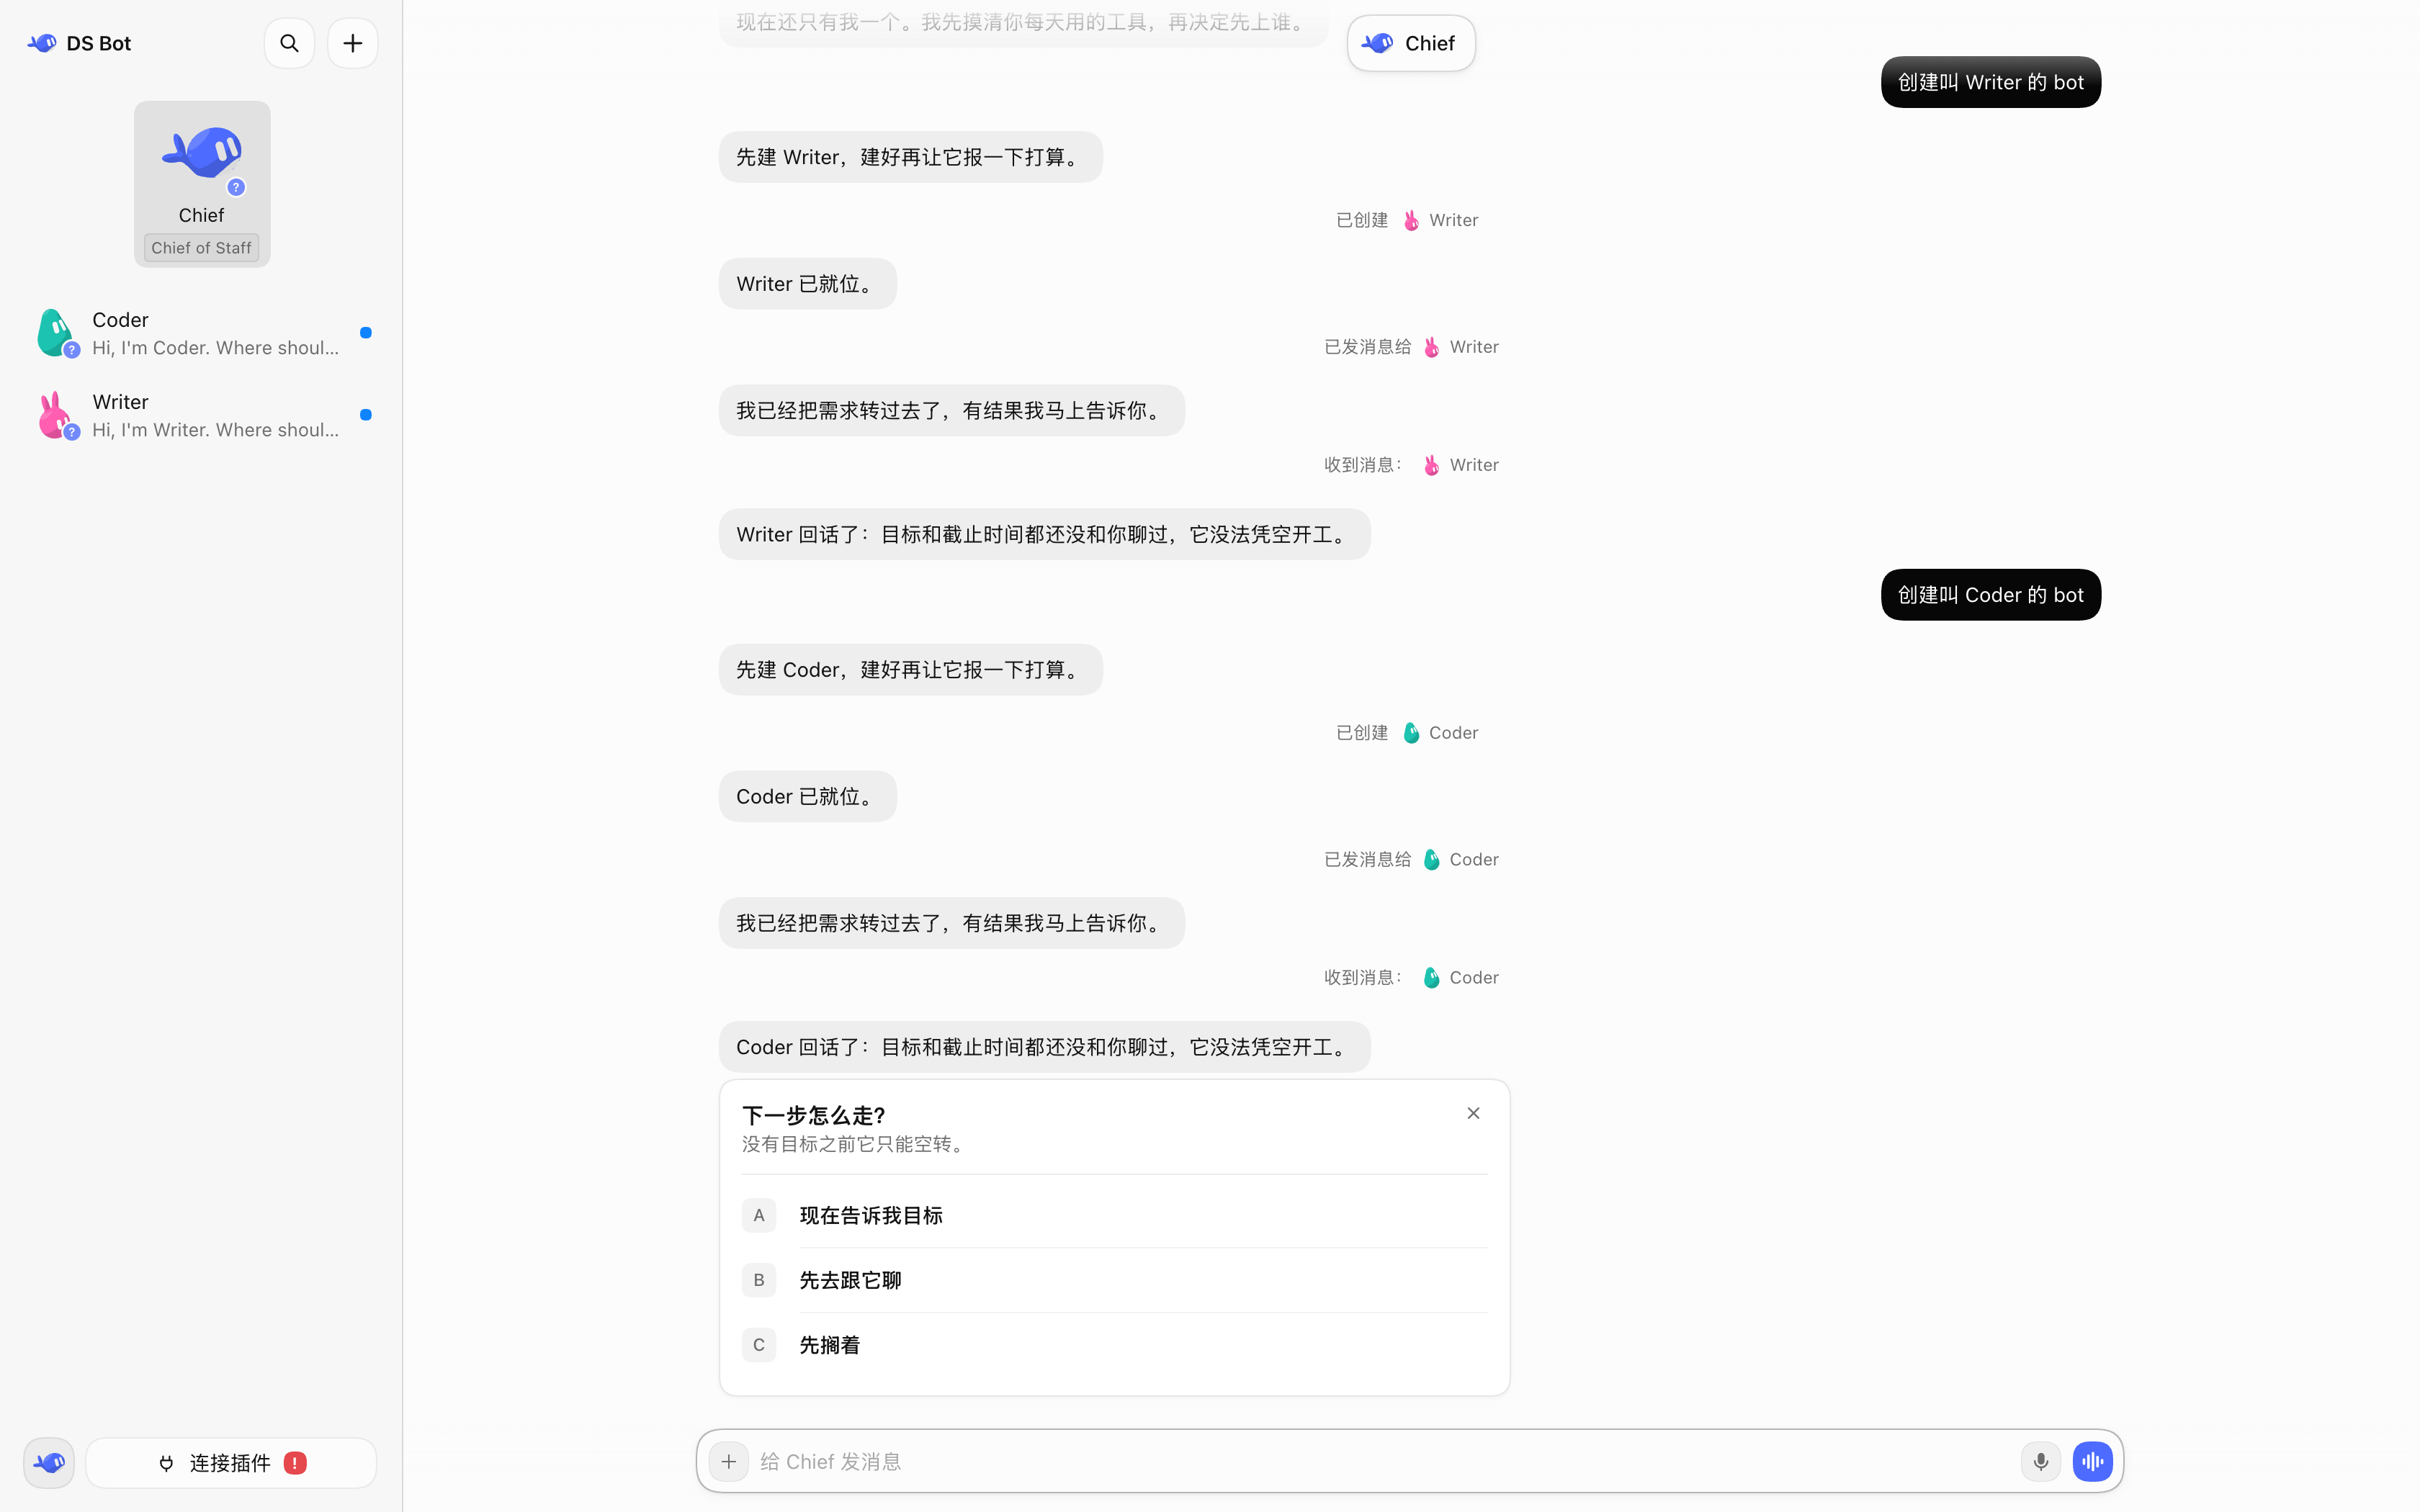 DS Bot
?
Chief
Chief of Staff
Coder
Hi, I'm Coder. Where shoul...
?
Writer
Hi, I'm Writer. Where shoul...
?
连接插件 !
现在还只有我一个。我先摸清你每天用的工具，再决定先上谁。
Chief
创建叫 Writer 的 bot
先建 Writer，建好再让它报一下打算。
已创建 Writer
Writer 已就位。
已发消息给 Writer
我已经把需求转过去了，有结果我马上告诉你。
收到消息： Writer
Writer 回话了：目标和截止时间都还没和你聊过，它没法凭空开工。
创建叫 Coder 的 bot
先建 Coder，建好再让它报一下打算。
已创建 Coder
Coder 已就位。
已发消息给 Coder
我已经把需求转过去了，有结果我马上告诉你。
收到消息： Coder
Coder 回话了：目标和截止时间都还没和你聊过，它没法凭空开工。
下一步怎么走?
没有目标之前它只能空转。
A 现在告诉我目标
B 先去跟它聊
C 先搁着
给 Chief 发消息